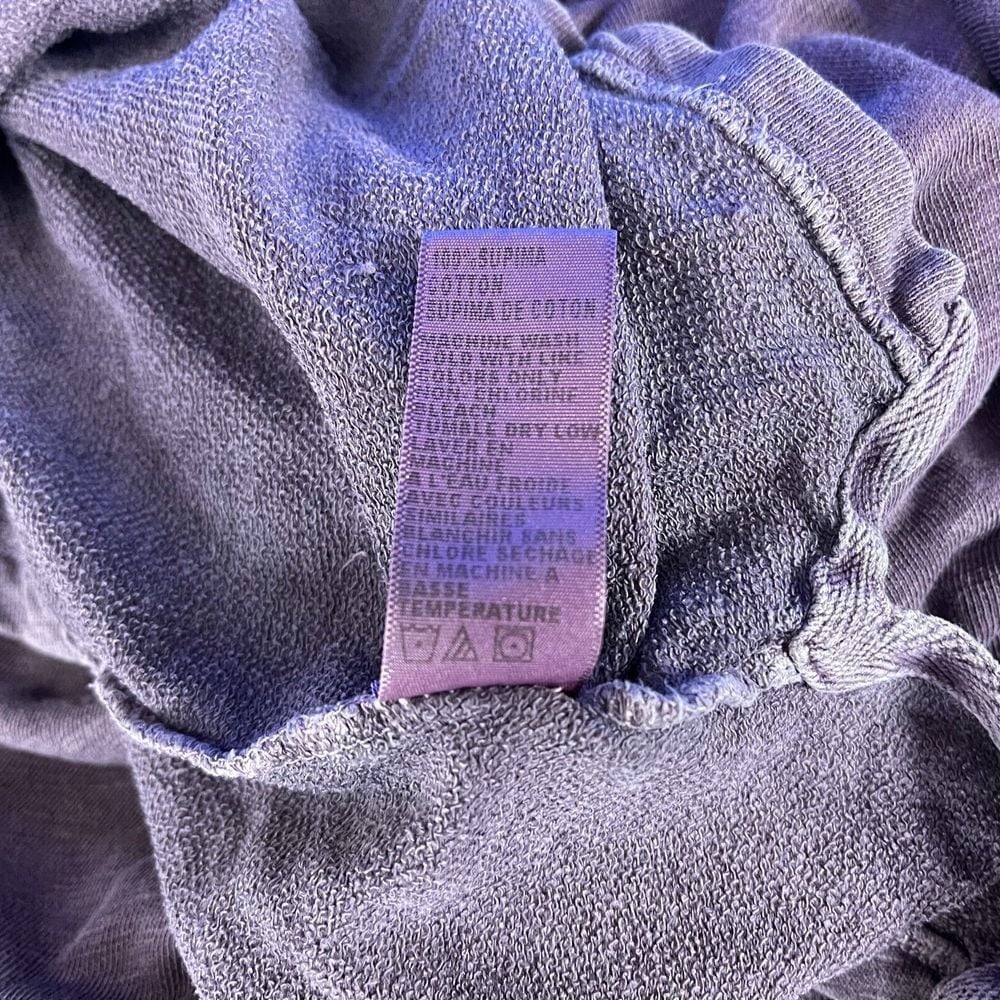 100% SUPIMA
COTTON
SUPIMA DE COTON
MACHINE WASH
COLD WITH LIKE
COLORS ONLY
NON CHLORINE
BLEACH
TUMBLE DRY LOW
LAVER EN
MACHINE
A L'EAU FROIDE
AVEC COULEURS
SIMILAIRES
BLANCHIR SANS
CHLORE SECHAGE
EN MACHINE A
BASSE
TEMPERATURE